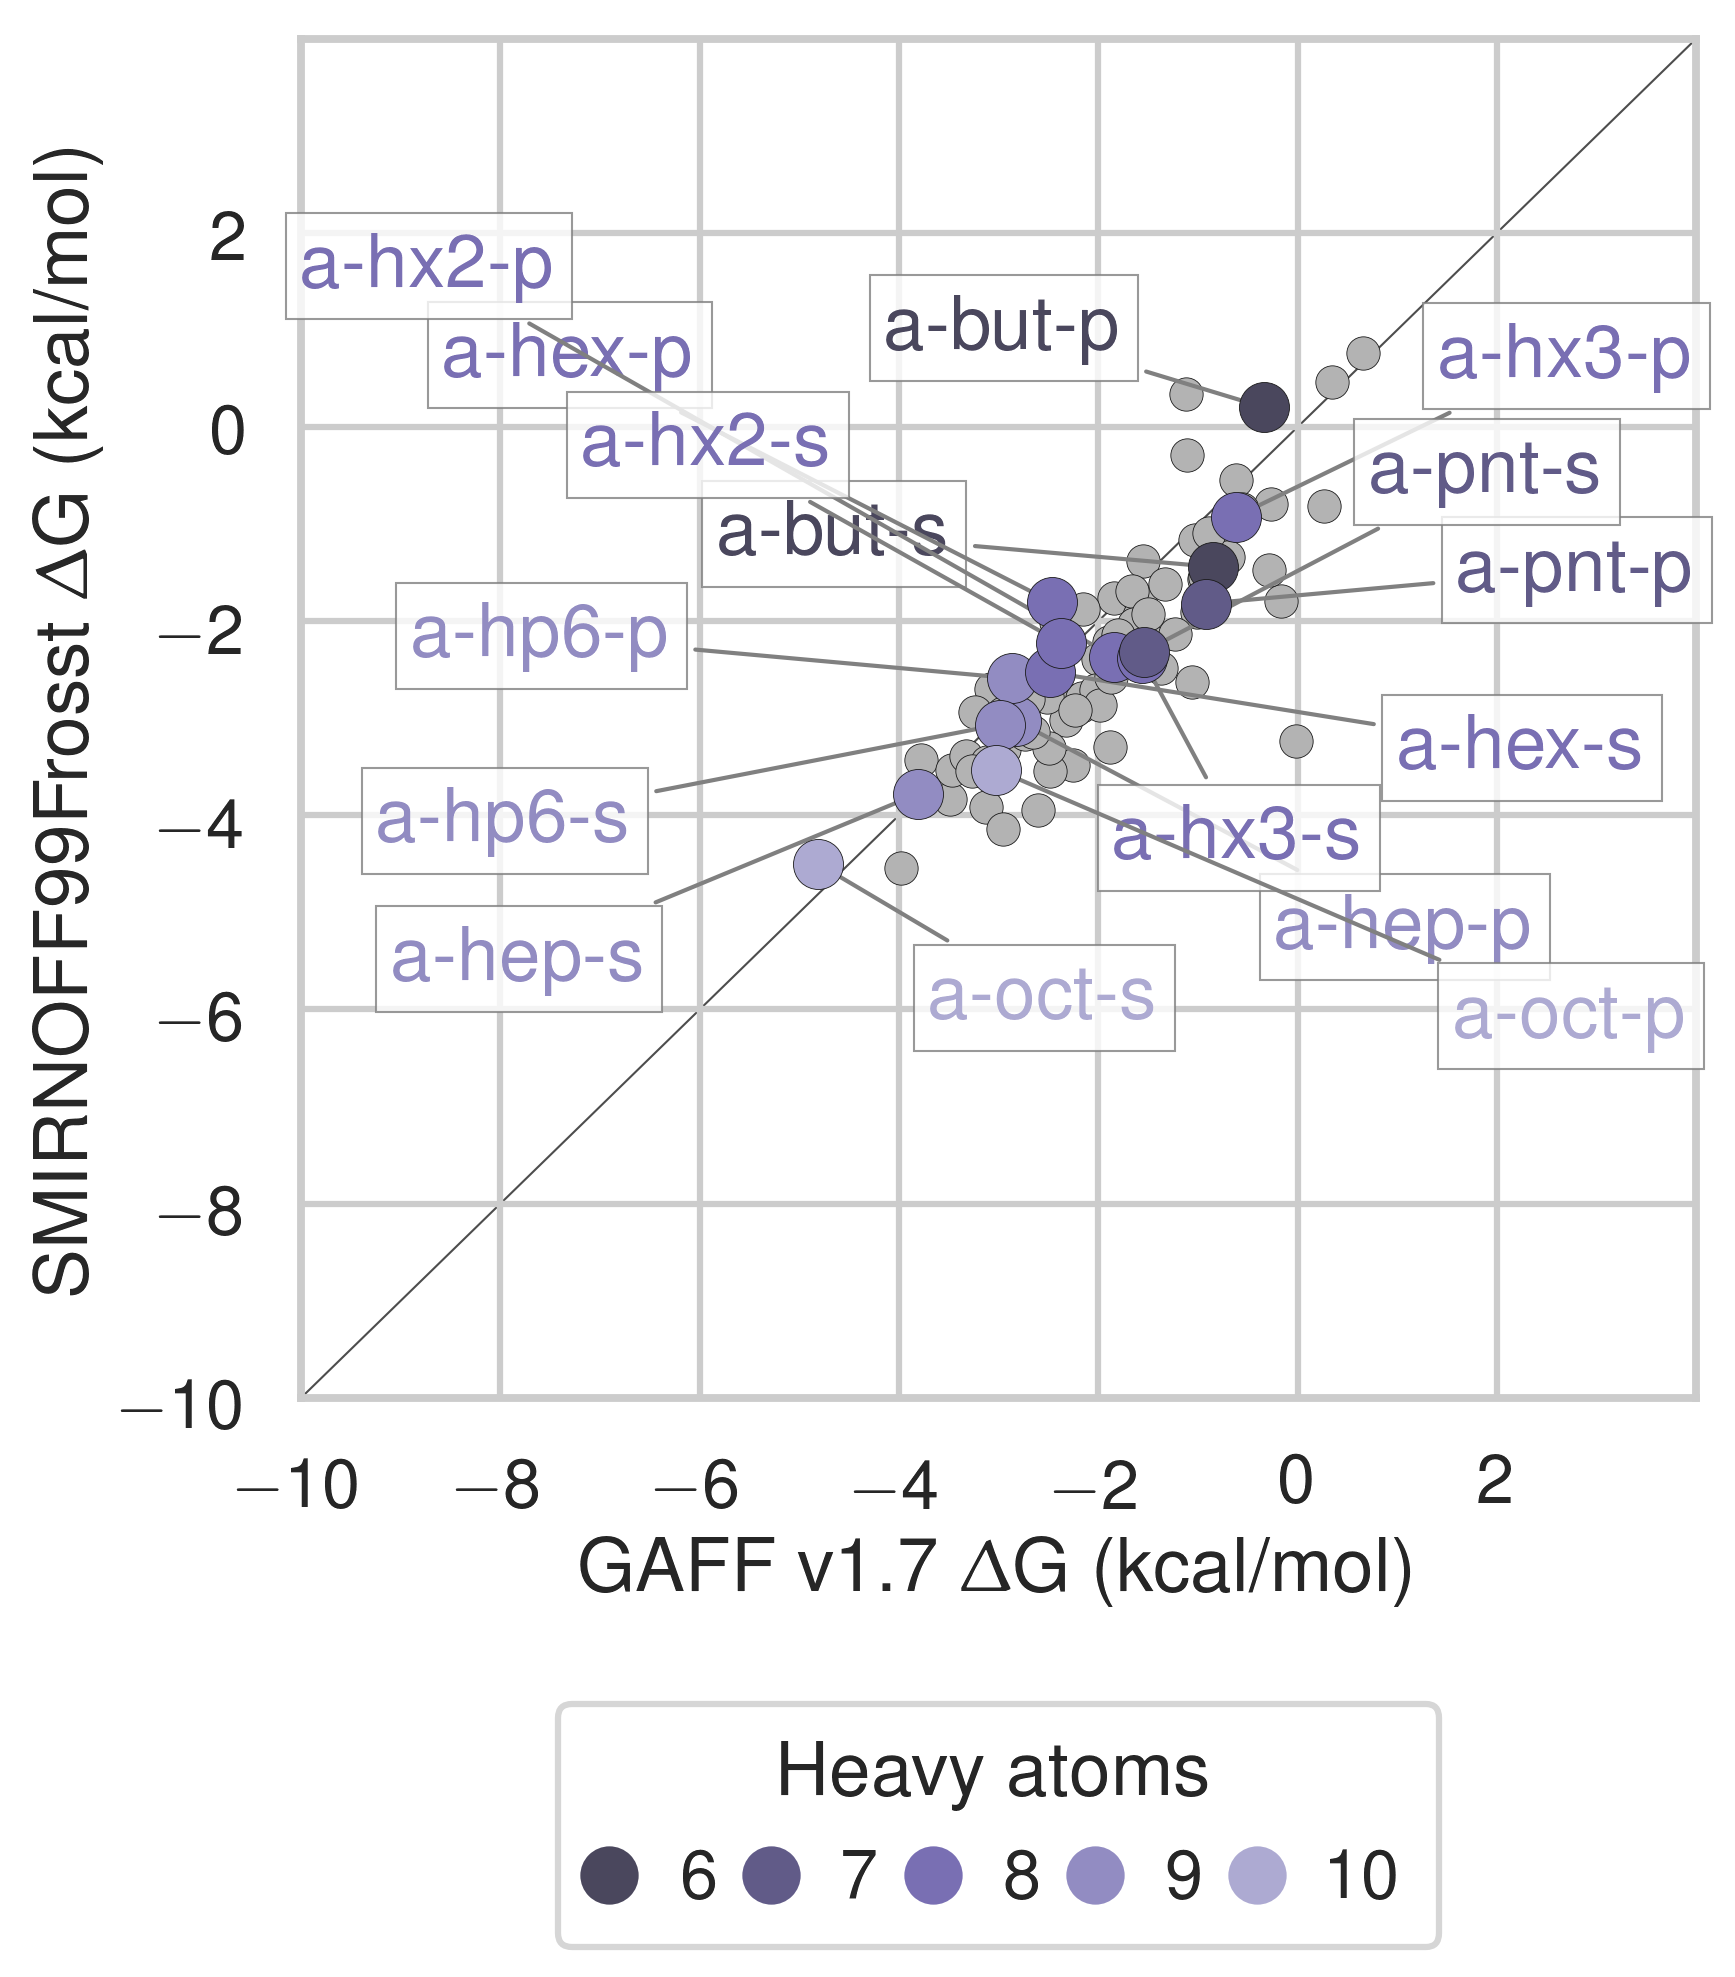 SMIRNOFF99Frosst ΔG (kcal/mol)
2
0
−2
−4
−6
−8
−10
a-hx2-p
a-hex-p
a-hx2-s
a-but-s
a-but-p
a-hx3-p
a-pnt-s
a-pnt-p
a-hp6-p
a-hex-s
a-hp6-s
a-hx3-s
a-hep-s
a-hep-p
a-oct-s
a-oct-p
−10 −8 −6 −4 −2 0 2
GAFF v1.7 ΔG (kcal/mol)
Heavy atoms
6 7 8 9 10